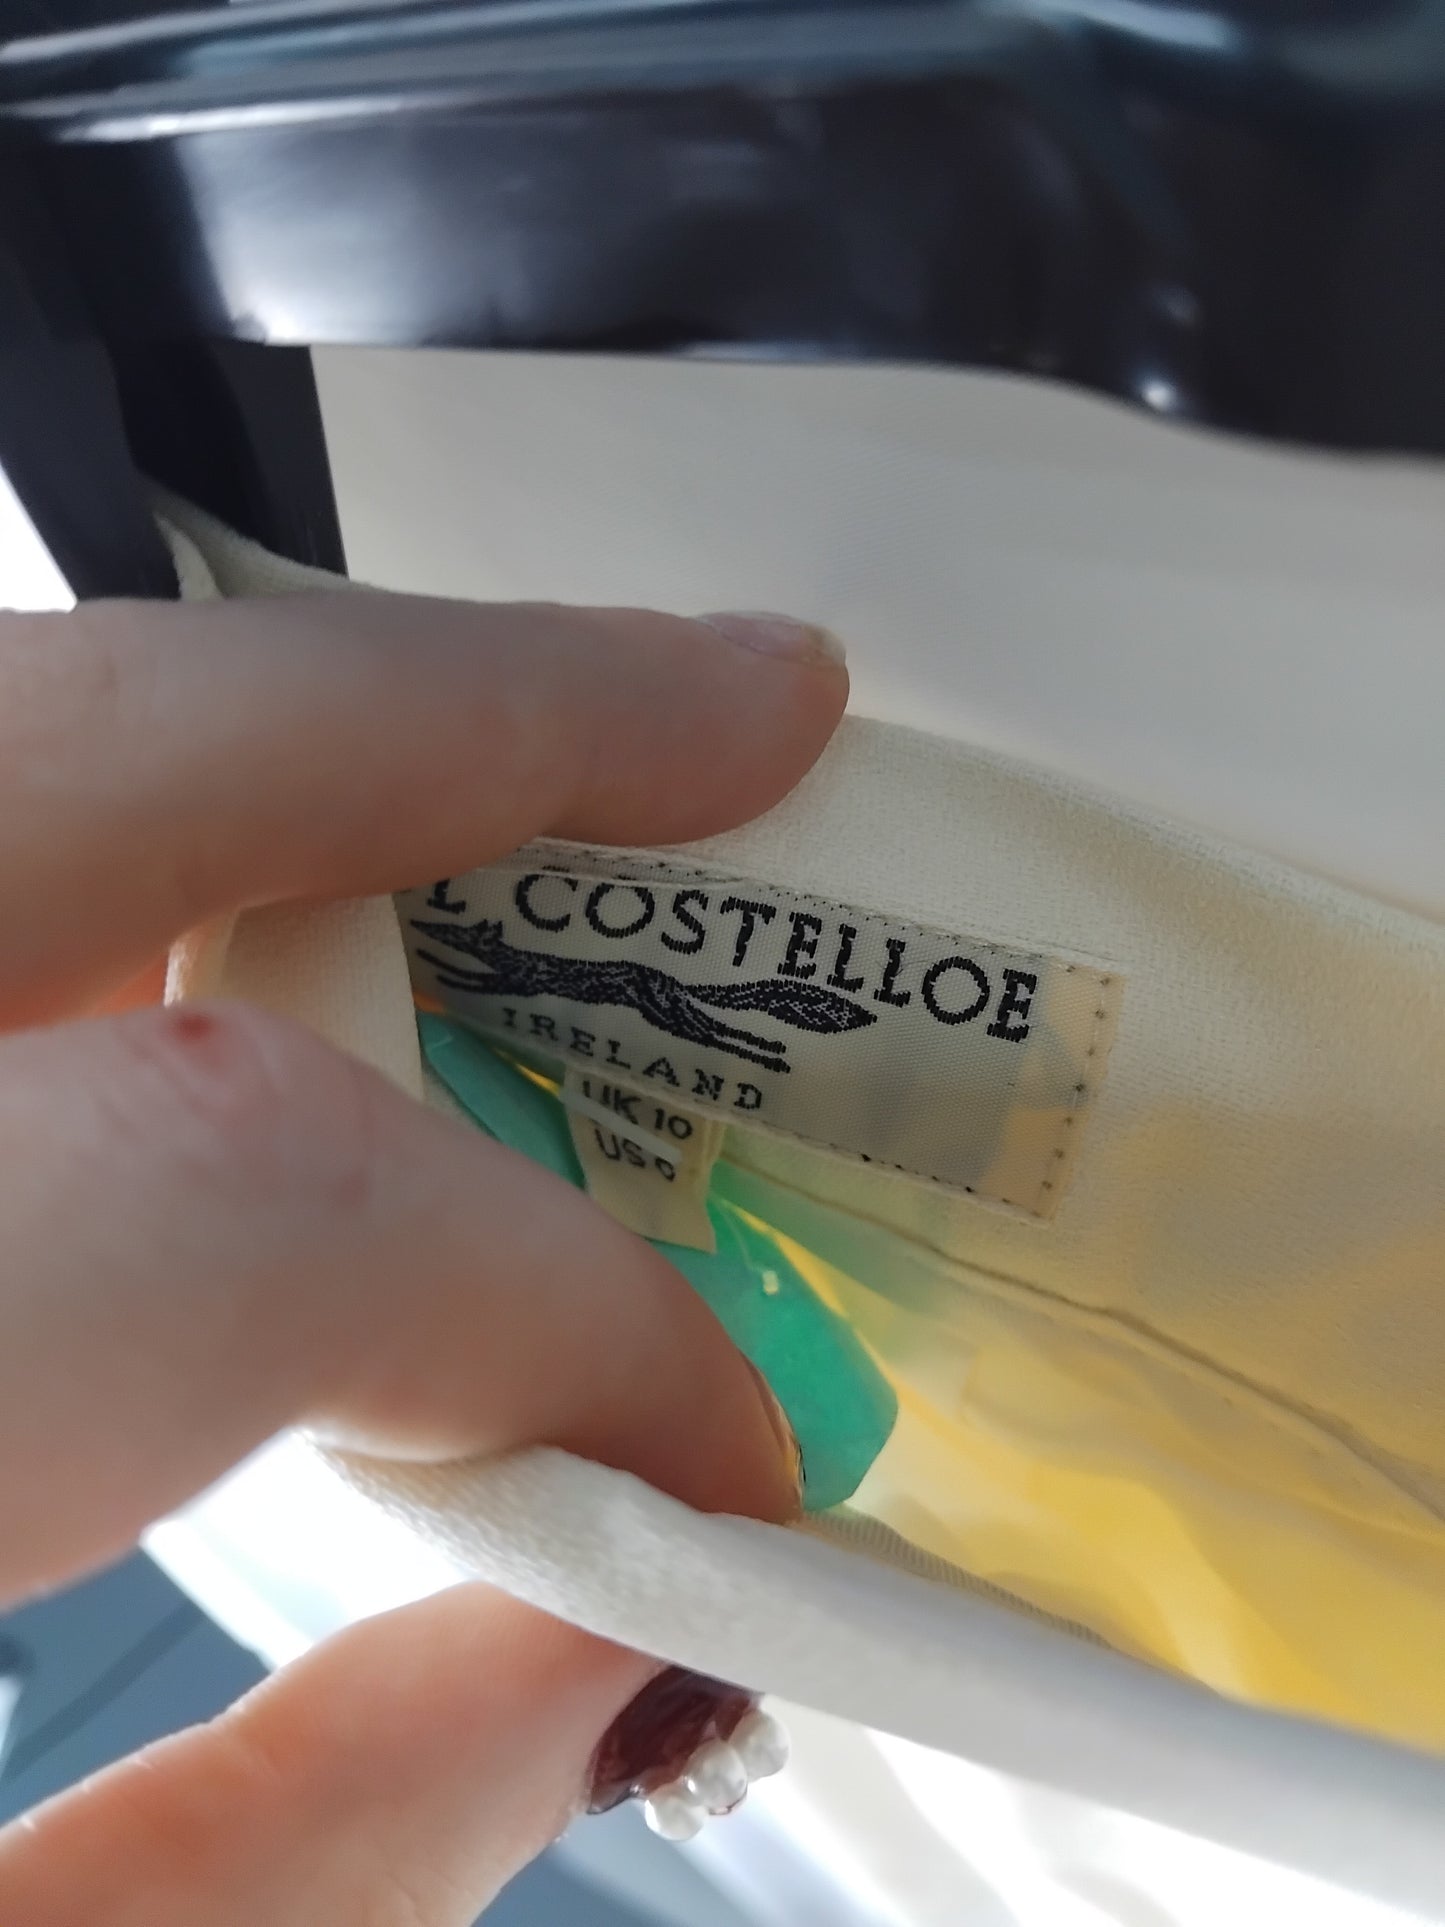 COSTELLOE
IRELAND
UK 10
US